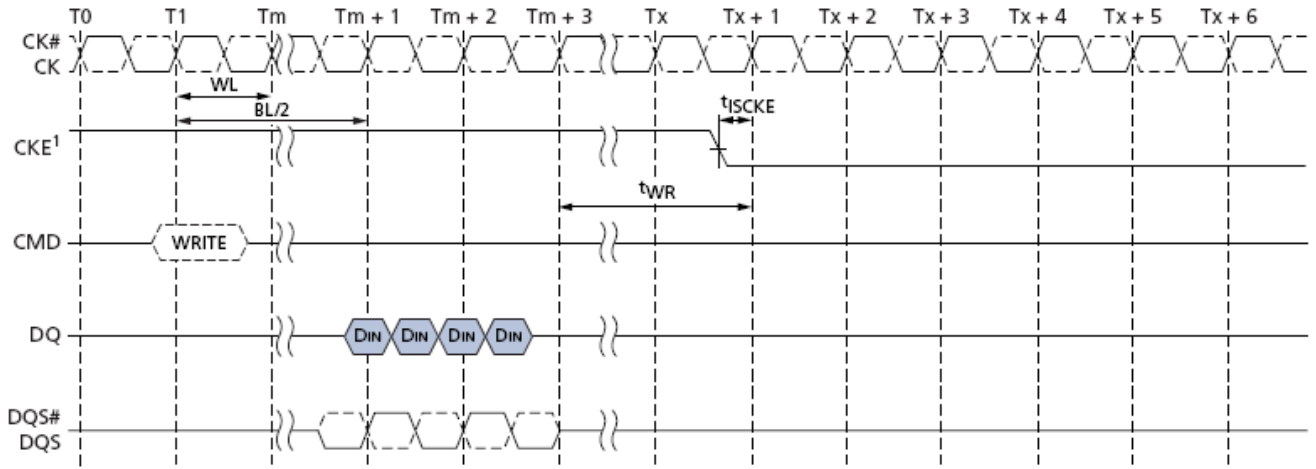 T0 T1 Tm Tm + 1 Tm + 2 Tm + 3 Tx Tx + 1 Tx + 2 Tx + 3 Tx + 4 Tx + 5 Tx + 6
CK#
CK
WL
BL/2
tISCKE
CKE1
tWR
CMD WRITE
DQ DIN DIN DIN DIN
DQS#
DQS